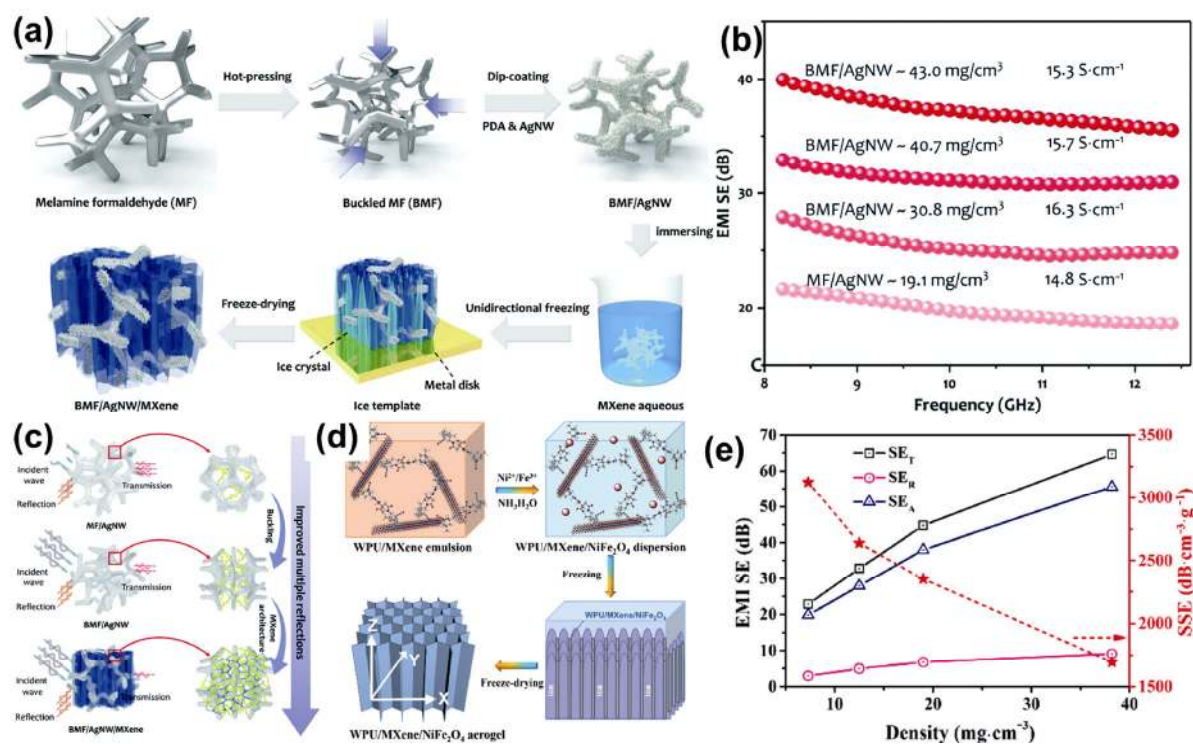 (a)
Hot-pressing
Dip-coating
PDA & AgNW
Melamine formaldehyde (MF)
Buckled MF (BMF)
BMF/AgNW
immersing
Freeze-drying
Unidirectional freezing
Ice crystal
Metal disk
BMF/AgNW/MXene
Ice template
MXene aqueous
(b)
EMI SE (dB)
40
30
20
C
BMF/AgNW ~ 43.0 mg/cm³ 15.3 S·cm⁻¹
BMF/AgNW ~ 40.7 mg/cm³ 15.7 S·cm⁻¹
BMF/AgNW ~ 30.8 mg/cm³ 16.3 S·cm⁻¹
MF/AgNW ~ 19.1 mg/cm³ 14.8 S·cm⁻¹
8 9 10 11 12
Frequency (GHz)
(c)
Incident
wave
Reflection
Transmission
MF/AgNW
Buckling
Incident
wave
Reflection
Transmission
BMF/AgNW
MXene
architecture
Incident
wave
Reflection
Transmission
BMF/AgNW/MXene
Improved multiple reflections
(d)
Ni²⁺/Fe³⁺
NH₃H₂O
WPU/MXene emulsion
WPU/MXene/NiFe₂O₄ dispersion
Freezing
WPU/MXene/NiFe₂O₄
Z
Y
X
Freeze-drying
WPU/MXene/NiFe₂O₄ aerogel
(e)
EMI SE (dB)
70
60
50
40
30
20
10
0
SE_T
SE_R
SE_A
3500
3000
2500
2000
1500
SSE (dB·cm³·g⁻¹)
10 15 20 25 30 35 40
Density (mg·cm⁻³)